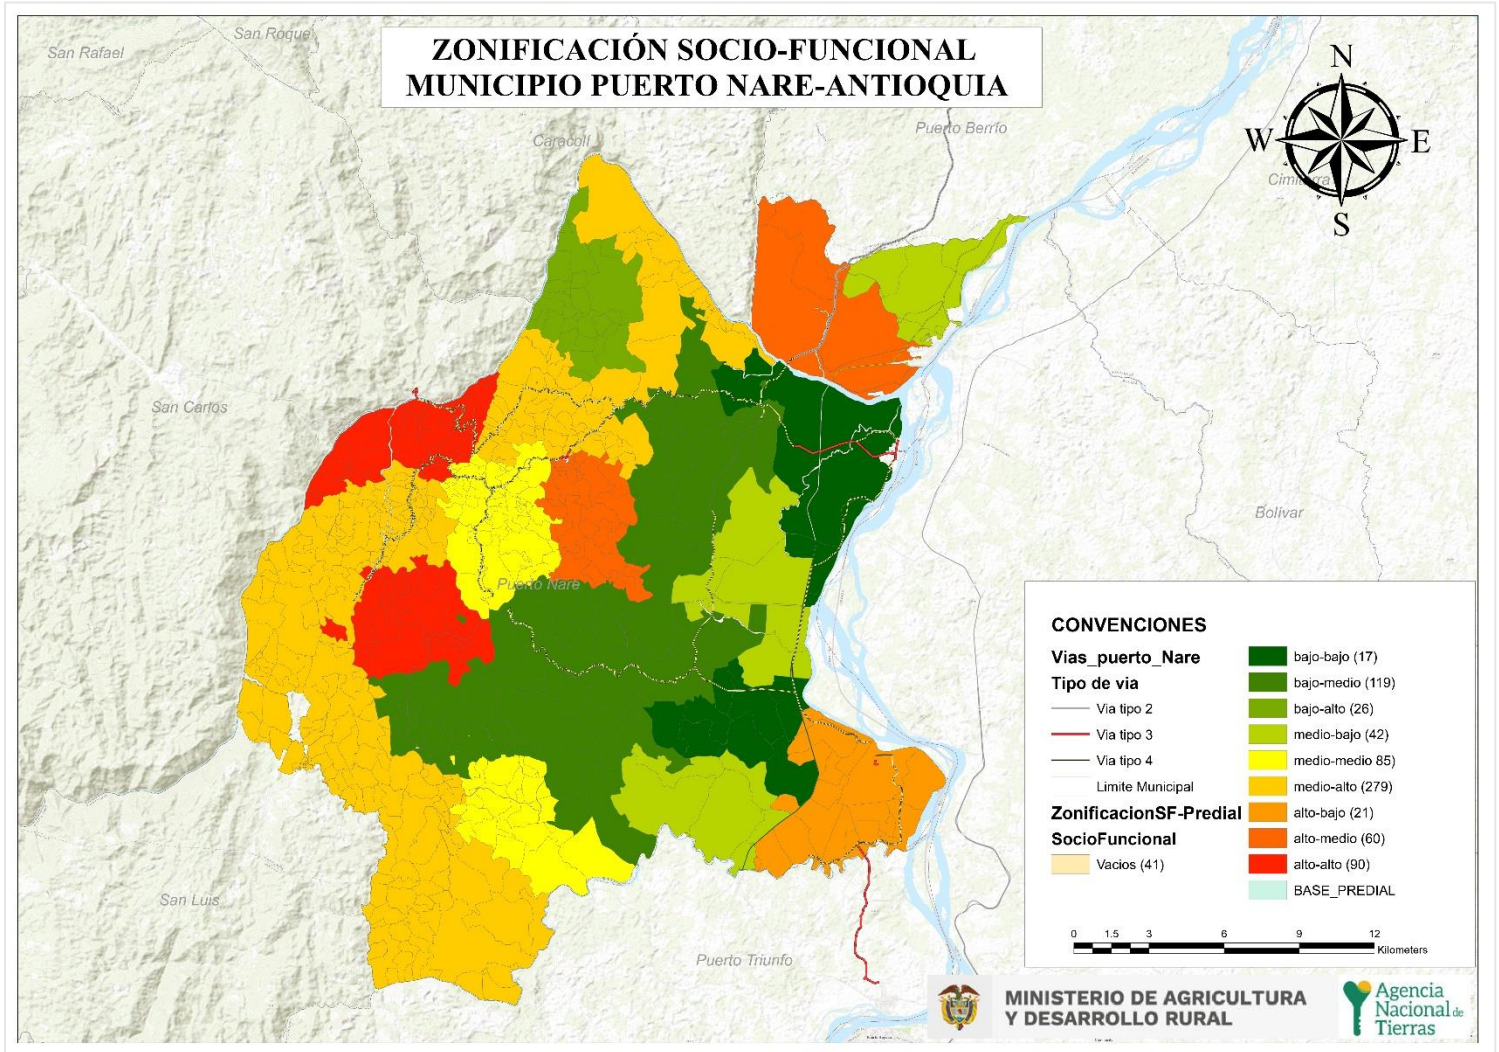 San Rafael
San Roque
ZONIFICACIÓN SOCIO-FUNCIONAL
MUNICIPIO PUERTO NARE-ANTIOQUIA
N
W
E
S
Caracolí
Puerto Berrío
San Carlos
Bolívar
Puerto Nare
San Luis
Puerto Triunfo
CONVENCIONES
Vias_puerto_Nare
Tipo de via
Via tipo 2
Via tipo 3
Via tipo 4
Limite Municipal
ZonificacionSF-Predial
SocioFuncional
Vacios (41)
bajo-bajo (17)
bajo-medio (119)
bajo-alto (26)
medio-bajo (42)
medio-medio 85)
medio-alto (279)
alto-bajo (21)
alto-medio (60)
alto-alto (90)
BASE_PREDIAL
0 1.5 3 6 9 12
Kilometers
MINISTERIO DE AGRICULTURA
Y DESARROLLO RURAL
Agencia
Nacional de
Tierras